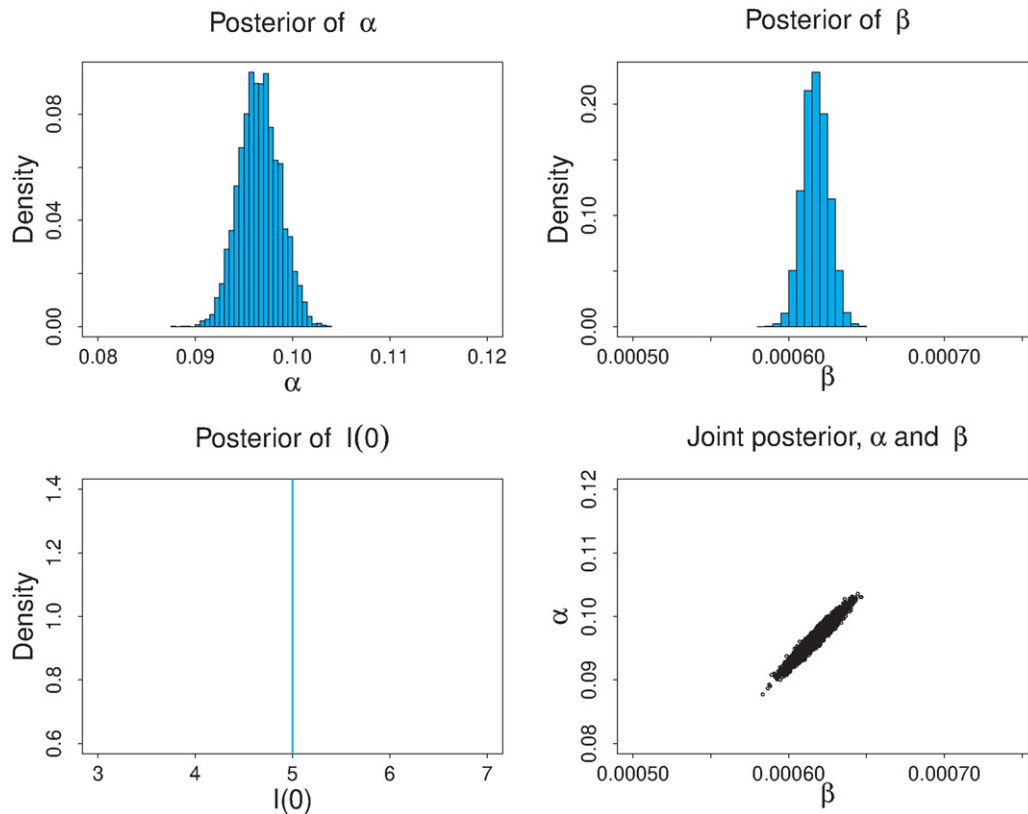 Posterior of α
Density
0.00
0.04
0.08
0.08
0.09
0.10
0.11
0.12
α
Posterior of β
Density
0.00
0.10
0.20
0.00050
0.00060
0.00070
β
Posterior of I(0)
Density
0.6
0.8
1.0
1.2
1.4
3
4
5
6
7
I(0)
Joint posterior, α and β
α
0.08
0.09
0.10
0.11
0.12
0.00050
0.00060
0.00070
β